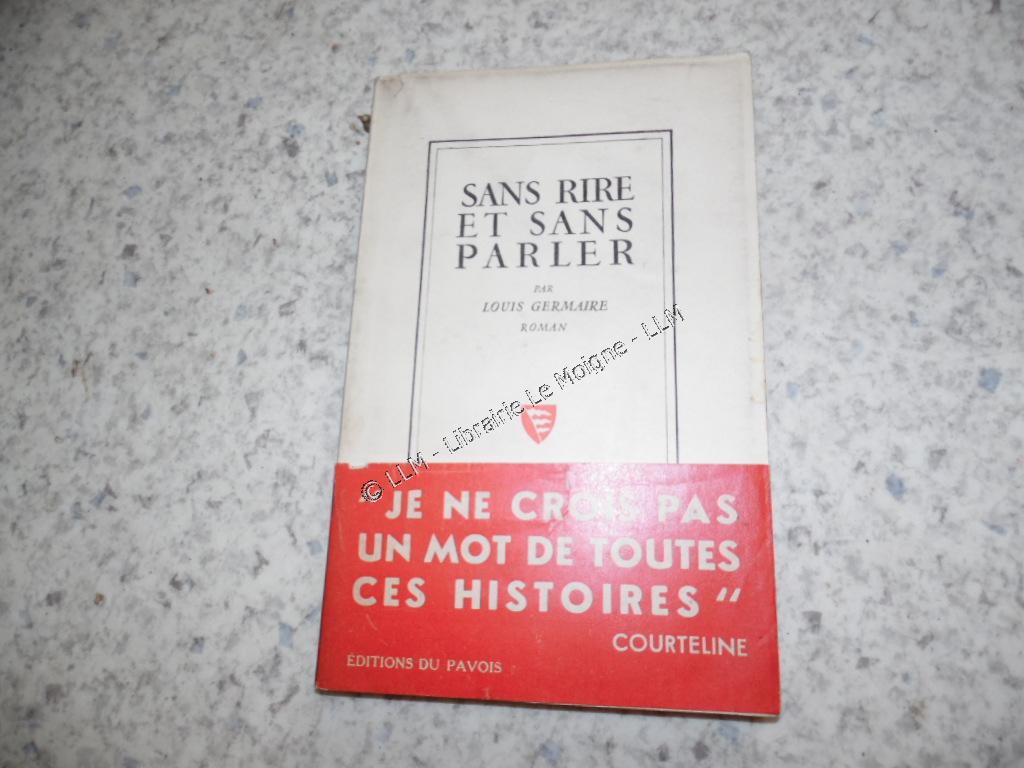 SANS RIRE
ET SANS
PARLER
PAR
LOUIS GERMAIRE
ROMAN
© LLM - Librairie Le Moigne - LLM
"JE NE CROIS PAS
UN MOT DE TOUTES
CES HISTOIRES"
COURTELINE
ÉDITIONS DU PAVOIS